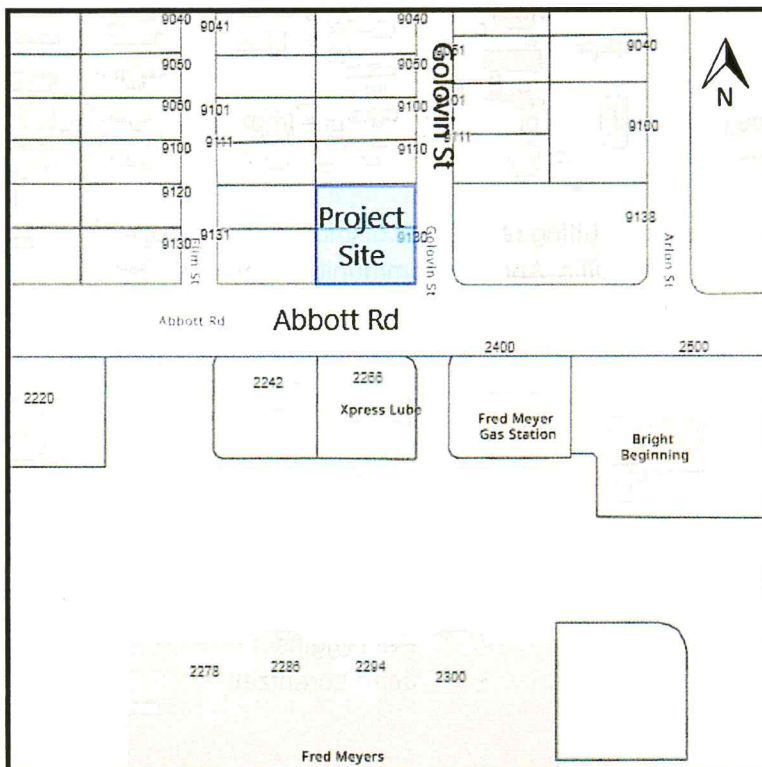 9040
9041
9040
9051
9040
9060
9050
9060
9101
9100
9101
9100
9100
9111
9110
9111
Golovin St
N
9120
9138
Project
Site
9130
9131
9130
Elm St
Golovin St
Arlon St
Abbott Rd
Abbott Rd
2400
2500
2220
2242
2266
Xpress Lube
Fred Meyer
Gas Station
Bright
Beginning
2278
2286
2294
2300
Fred Meyers